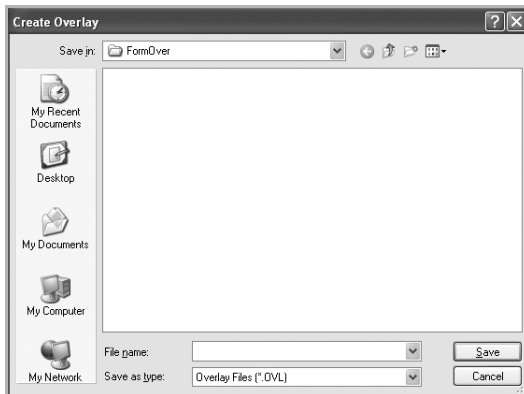 Create Overlay
Save in:
FormOver
My Recent
Documents
Desktop
My Documents
My Computer
My Network
File name:
Save as type:
Overlay Files (*.OVL)
Save
Cancel